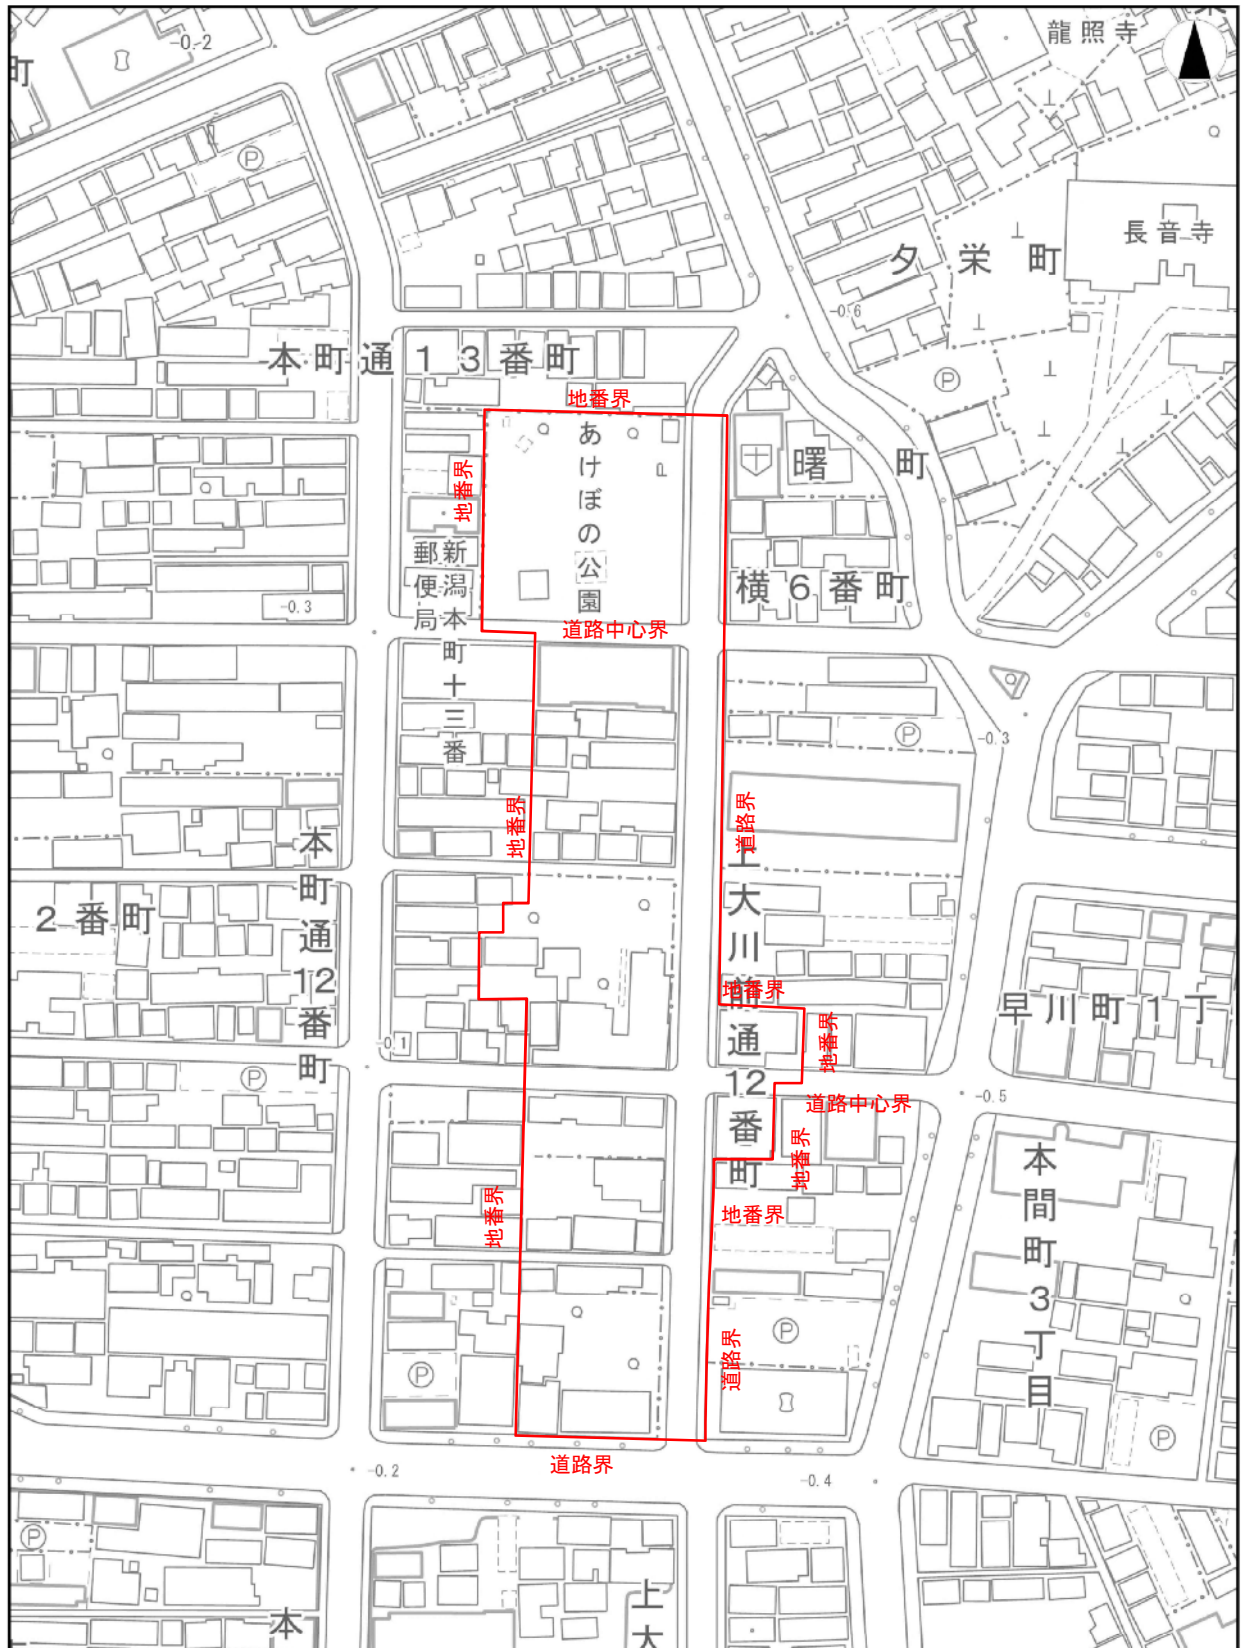 -0.2
町
龍照寺
P
長音寺
夕栄町
-0.6
本町通13番町
P
地番界
あけぼの公園
地番界
曙町
新潟本町十三番
郵便局
横6番町
-0.3
道路中心界
P
-0.3
地番界
道路界
本町通12番町
2番町
上大川前通12番町
地番界
早川町1丁
地番界
-0.1
P
道路中心界
-0.5
地番界
本間町3丁目
地番界
地番界
P
道路界
P
P
道路界
-0.2
-0.4
P
本
上大